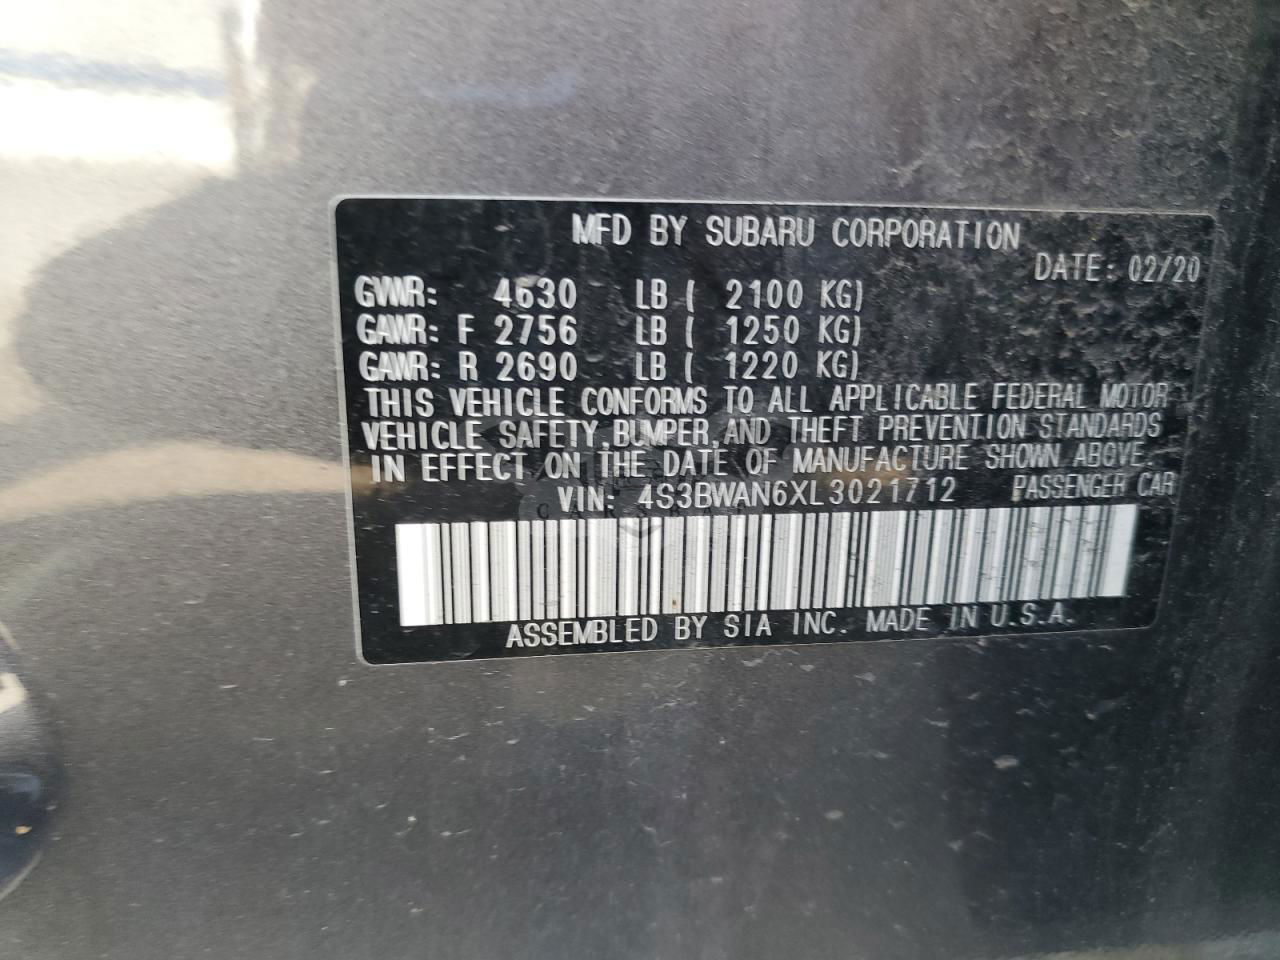 MFD BY SUBARU CORPORATION
DATE: 02/20
GVWR: 4630 LB ( 2100 KG)
GAWR: F 2756 LB ( 1250 KG)
GAWR: R 2690 LB ( 1220 KG)
THIS VEHICLE CONFORMS TO ALL APPLICABLE FEDERAL MOTOR
VEHICLE SAFETY, BUMPER, AND THEFT PREVENTION STANDARDS
IN EFFECT ON THE DATE OF MANUFACTURE SHOWN ABOVE.
VIN: 4S3BWAN6XL3021712 PASSENGER CAR
ASSEMBLED BY SIA INC. MADE IN U.S.A.